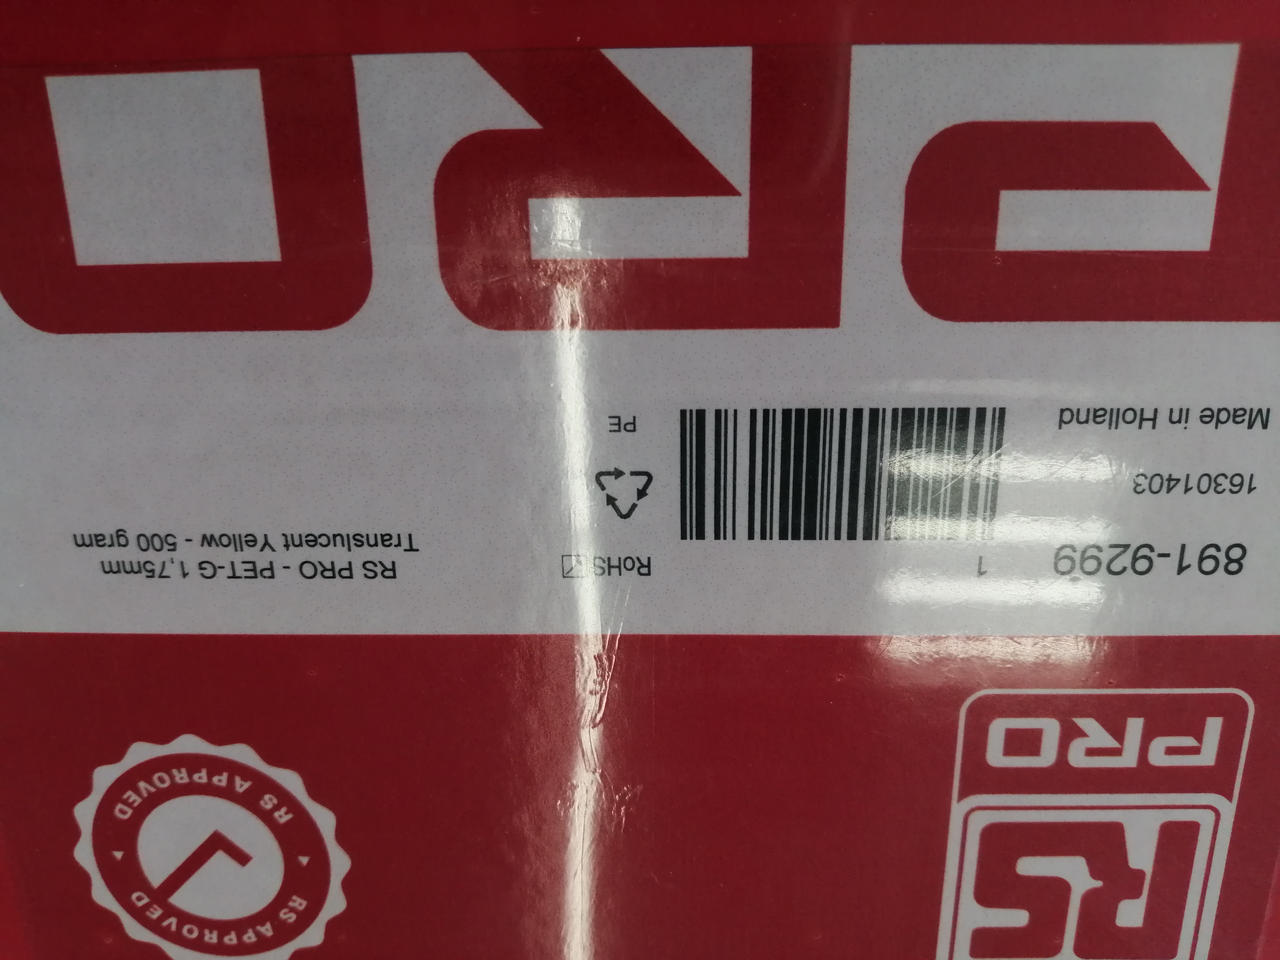 RS
PRO
RS APPROVED
RS APPROVED
891-9299
1
RoHS
RS PRO - PET-G 1,75mm
Translucent Yellow - 500 gram
16301403
Made in Holland
PE
PRO